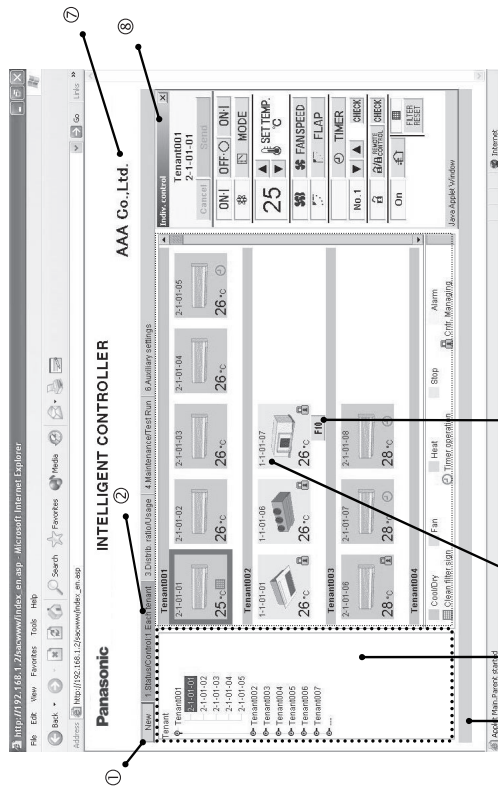 http://192.168.1.2/sacwww/index_en.asp - Microsoft Internet Explorer
File Edit View Favorites Tools Help
Back Search Favorites Media
Address http://192.168.1.2/sacwww/index_en.asp Go Links »
Panasonic INTELLIGENT CONTROLLER AAA Co.,Ltd.
① ② ⑦ ⑧
New 1.Status/Control:1.Each tenant 3.Distrib. ratio/Usage 4.Maintenance/Test Run 6.Auxiliary settings
Tenant
Tenant001
2-1-01-01
2-1-01-02
2-1-01-03
2-1-01-04
2-1-01-05
Tenant002
Tenant003
Tenant004
Tenant005
Tenant006
Tenant007
...
Tenant001
2-1-01-01 2-1-01-02 2-1-01-03 2-1-01-04 2-1-01-05
25°C 26°C 26°C 26°C 26°C
Tenant002
1-1-01-01 1-1-01-06 1-1-01-07
26°C 26°C 26°C
F10
Tenant003
2-1-01-06 2-1-01-07 2-1-01-08
28°C 28°C 28°C
Tenant004
Cool/Dry Fan Heat Stop Alarm
Clean filter sign Timer operation Cntr. Managing
Indiv. control X
Tenant001
2-1-01-01
Cancel Send
ON·I OFF·○ ON·I
MODE
25 SET TEMP. °C
FANSPEED
FLAP
TIMER
No.1 CHECK
REMOTE CONTROL CHECK
On FILTER RESET
Java Applet Window
Applet Main.Parent started Internet